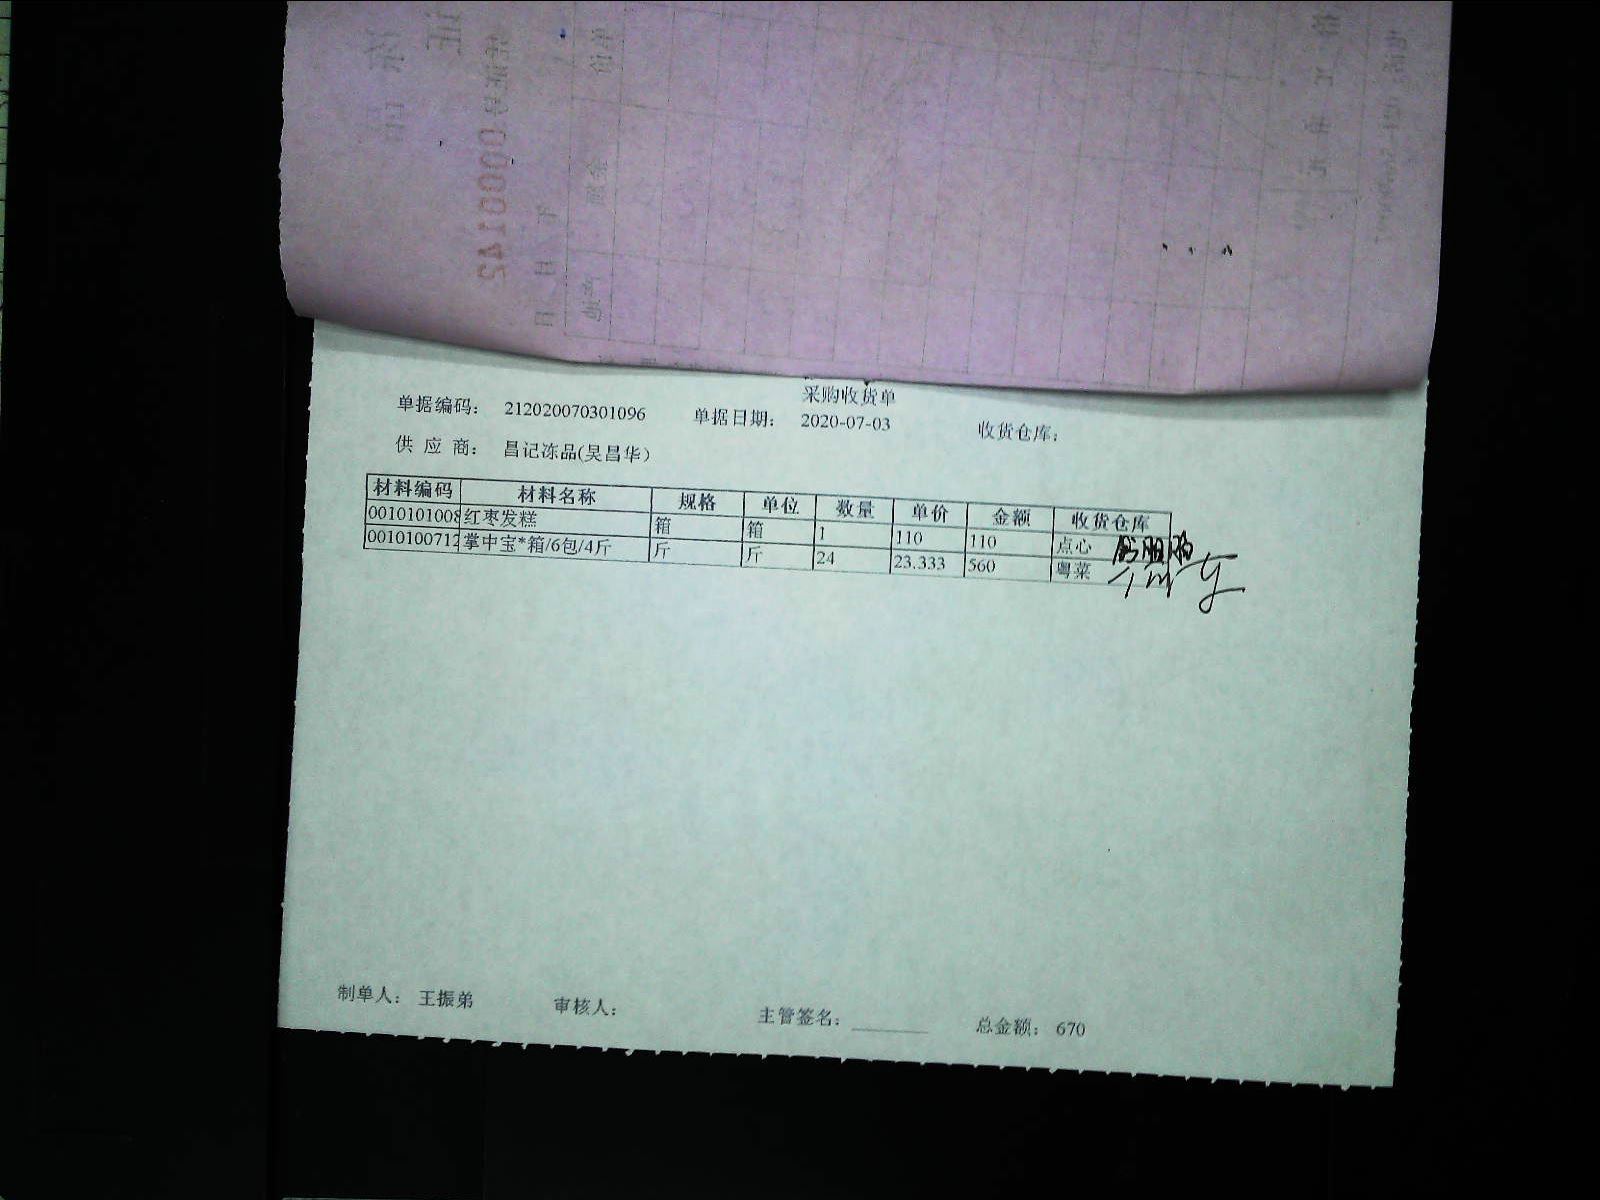 采购收货单
单据编码： 212020070301096 单据日期： 2020-07-03 收货仓库：
供 应 商： 昌记冻品(吴昌华）
材料编码 材料名称 规格 单位 数量 单价 金额 收货仓库
0010101008 红枣发糕 箱 箱 1 110 110 点心
0010100712 掌中宝*箱/6包/4斤 斤 斤 24 23.333 560 粤菜
制单人： 王振弟 审核人： 主管签名： 总金额： 670